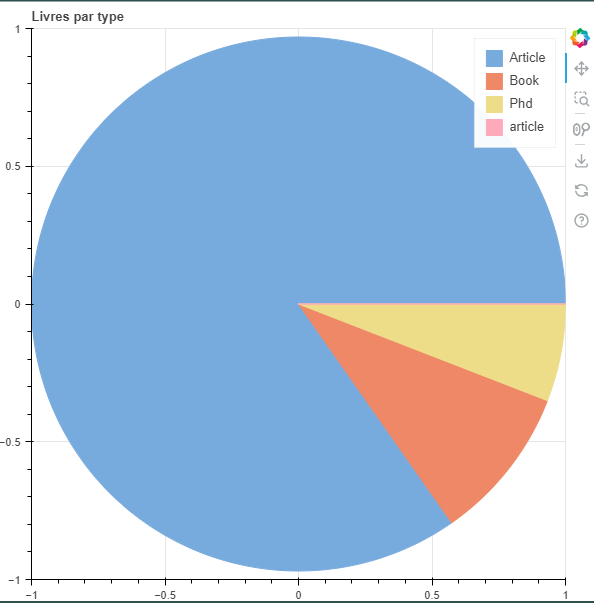 Livres par type
Article
Book
Phd
article
1
0.5
0
−0.5
−1
−1
−0.5
0
0.5
1